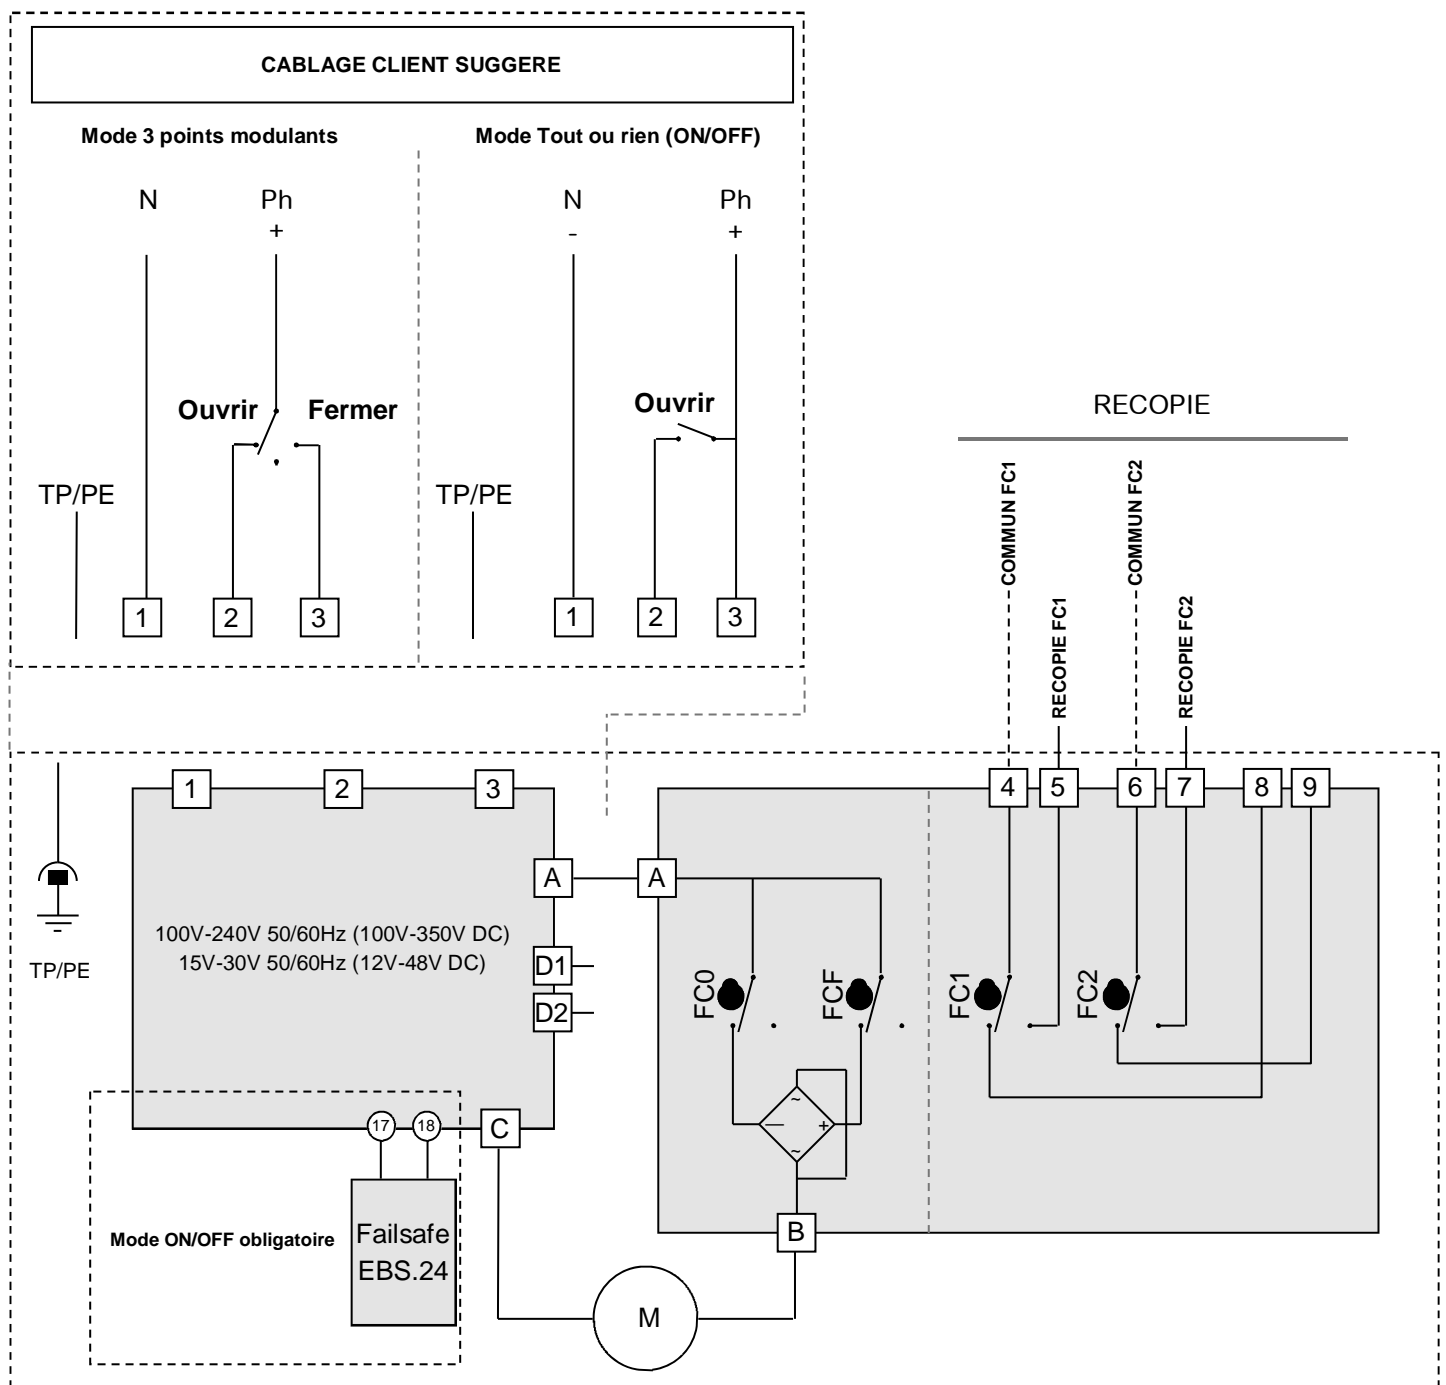 CABLAGE CLIENT SUGGERE
Mode 3 points modulants
Mode Tout ou rien (ON/OFF)
N
Ph
+
N
-
Ph
+
Ouvrir
Fermer
Ouvrir
TP/PE
TP/PE
1
2
3
1
2
3
RECOPIE
COMMUN FC1
RECOPIE FC1
COMMUN FC2
RECOPIE FC2
1
2
3
4
5
6
7
8
9
A
A
100V-240V 50/60Hz (100V-350V DC)
15V-30V 50/60Hz (12V-48V DC)
D1
D2
TP/PE
FC0
FCF
FC1
FC2
~
—
+
~
17
18
C
B
Mode ON/OFF obligatoire
Failsafe
EBS.24
M